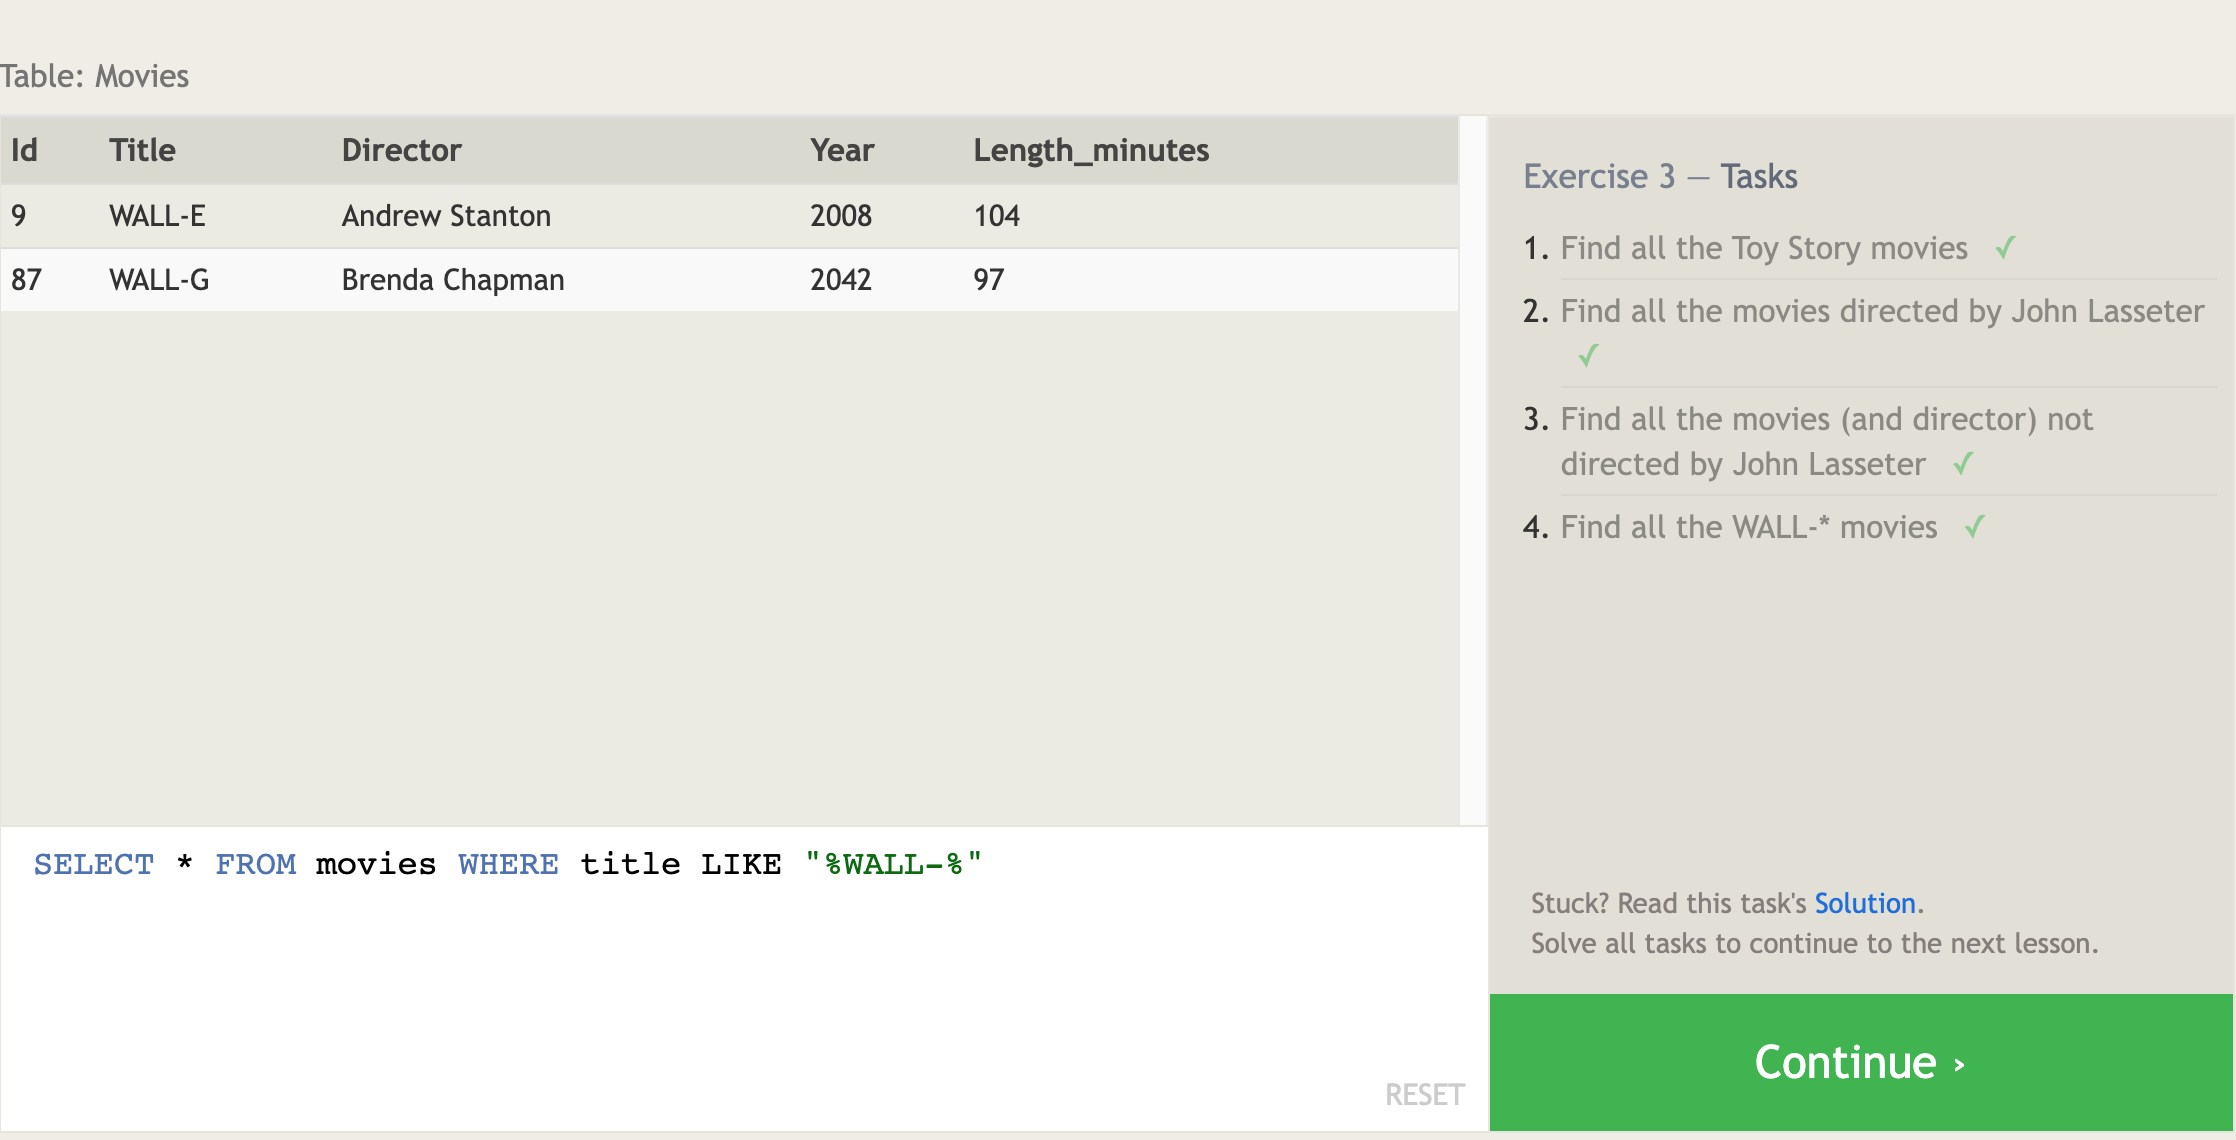 Table: Movies
Id Title Director Year Length_minutes
9 WALL-E Andrew Stanton 2008 104
87 WALL-G Brenda Chapman 2042 97
SELECT * FROM movies WHERE title LIKE "%WALL-%"
RESET
Exercise 3 — Tasks
1. Find all the Toy Story movies ✓
2. Find all the movies directed by John Lasseter
✓
3. Find all the movies (and director) not
directed by John Lasseter ✓
4. Find all the WALL-* movies ✓
Stuck? Read this task's Solution.
Solve all tasks to continue to the next lesson.
Continue ›